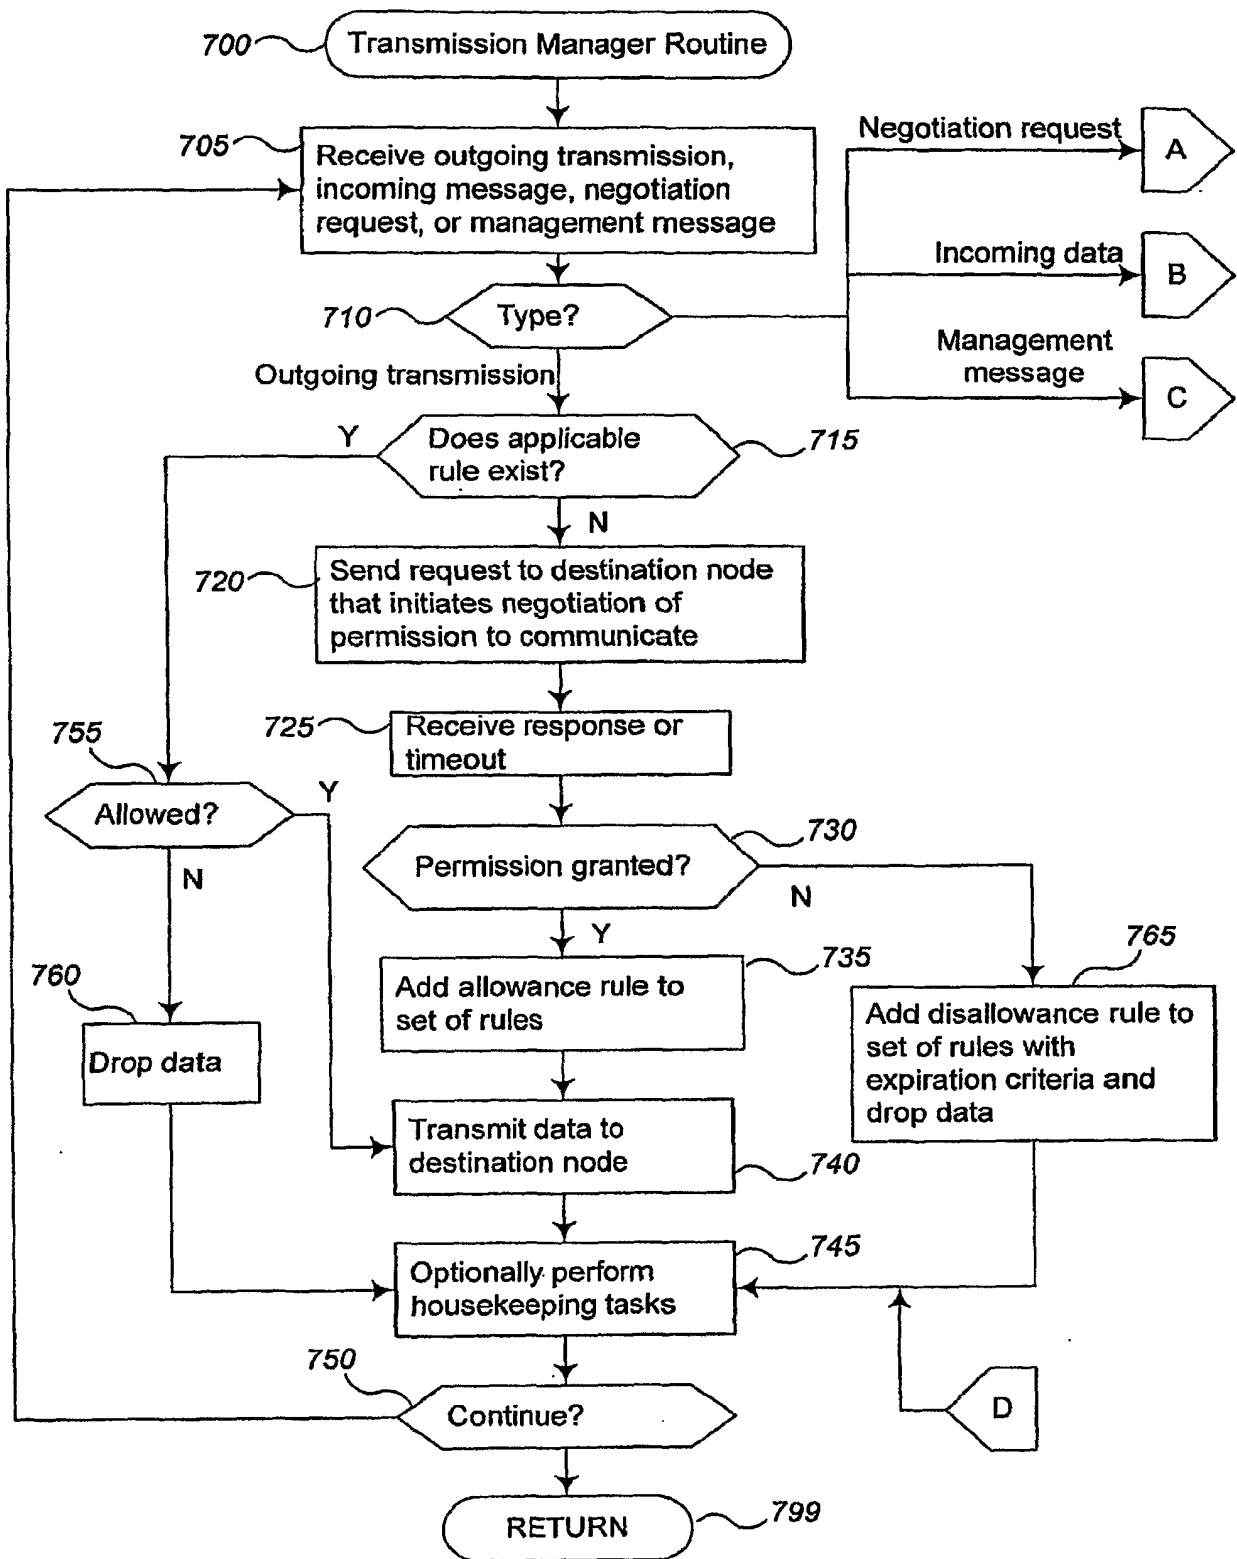 700
Transmission Manager Routine
705
Receive outgoing transmission,
incoming message, negotiation
request, or management message
Negotiation request
A
Incoming data
B
Management
message
C
710
Type?
Outgoing transmission
Y
Does applicable
rule exist?
715
N
720
Send request to destination node
that initiates negotiation of
permission to communicate
725
Receive response or
timeout
755
Allowed?
Y
N
730
Permission granted?
N
Y
735
Add allowance rule to
set of rules
765
Add disallowance rule to
set of rules with
expiration criteria and
drop data
760
Drop data
Transmit data to
destination node
740
745
Optionally perform
housekeeping tasks
750
Continue?
D
RETURN
799